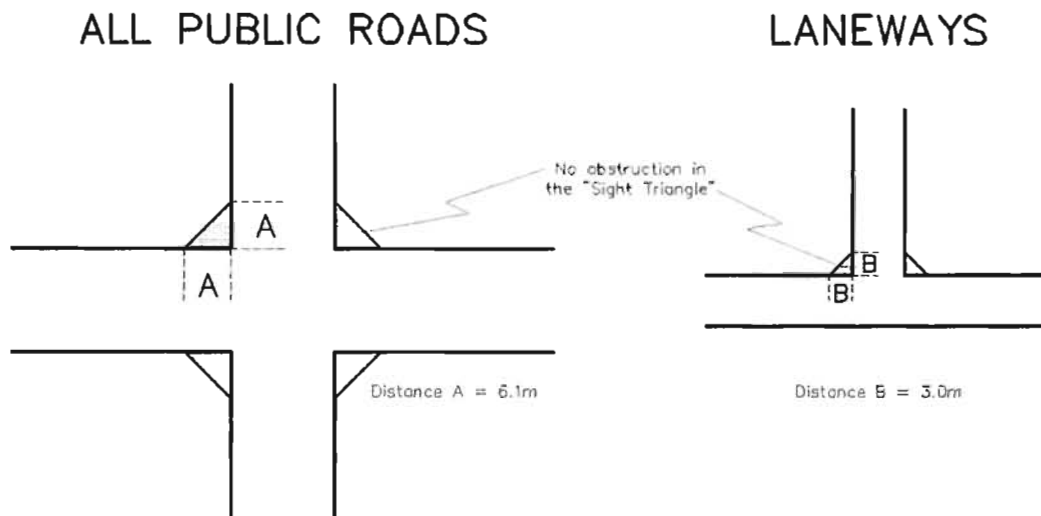 ALL PUBLIC ROADS
LANEWAYS
No obstruction in
the "Sight Triangle"
A
A
B
B
Distance A = 6.1m
Distance B = 3.0m